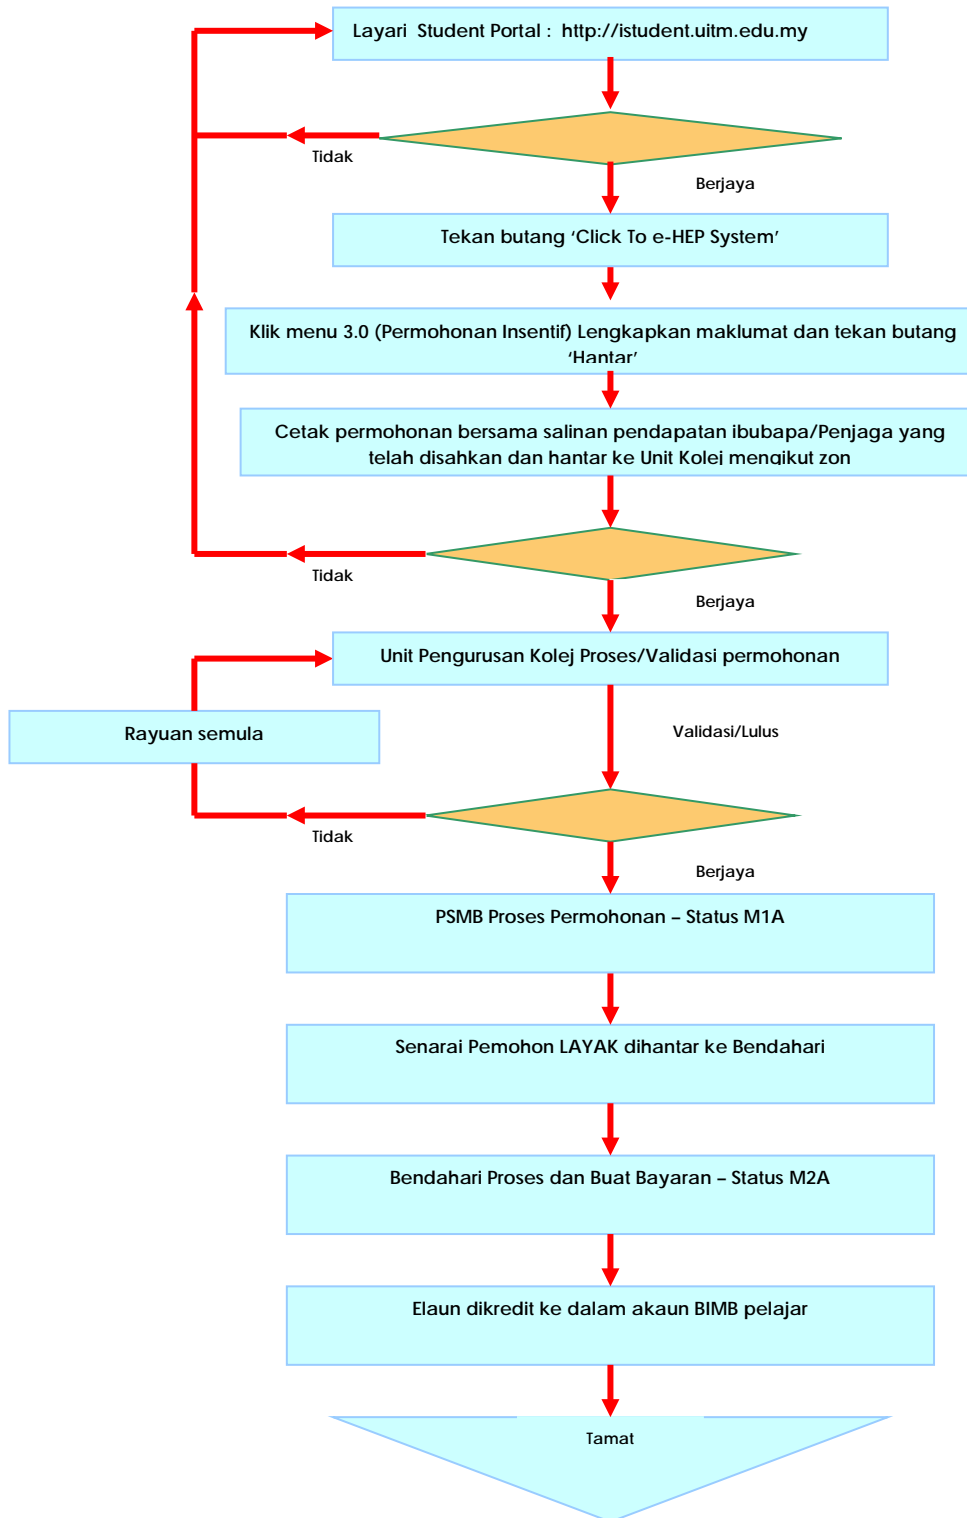 Layari Student Portal : http://istudent.uitm.edu.my
Tidak
Berjaya
Tekan butang ‘Click To e-HEP System’
Klik menu 3.0 (Permohonan Insentif) Lengkapkan maklumat dan tekan butang
‘Hantar’
Cetak permohonan bersama salinan pendapatan ibubapa/Penjaga yang
telah disahkan dan hantar ke Unit Kolej mengikut zon
Tidak
Berjaya
Unit Pengurusan Kolej Proses/Validasi permohonan
Rayuan semula
Validasi/Lulus
Tidak
Berjaya
PSMB Proses Permohonan – Status M1A
Senarai Pemohon LAYAK dihantar ke Bendahari
Bendahari Proses dan Buat Bayaran – Status M2A
Elaun dikredit ke dalam akaun BIMB pelajar
Tamat